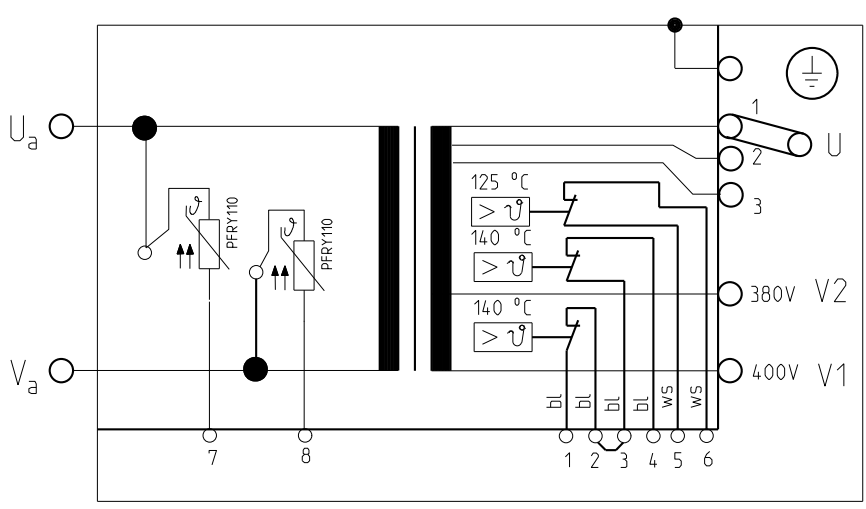 1
Ua
U
2
125 °C
3
> ϑ
ϑ
PFRY110
ϑ
PFRY110
140 °C
> ϑ
380V V2
140 °C
> ϑ
Va
400V V1
bl bl bl bl ws ws
7 8 1 2 3 4 5 6